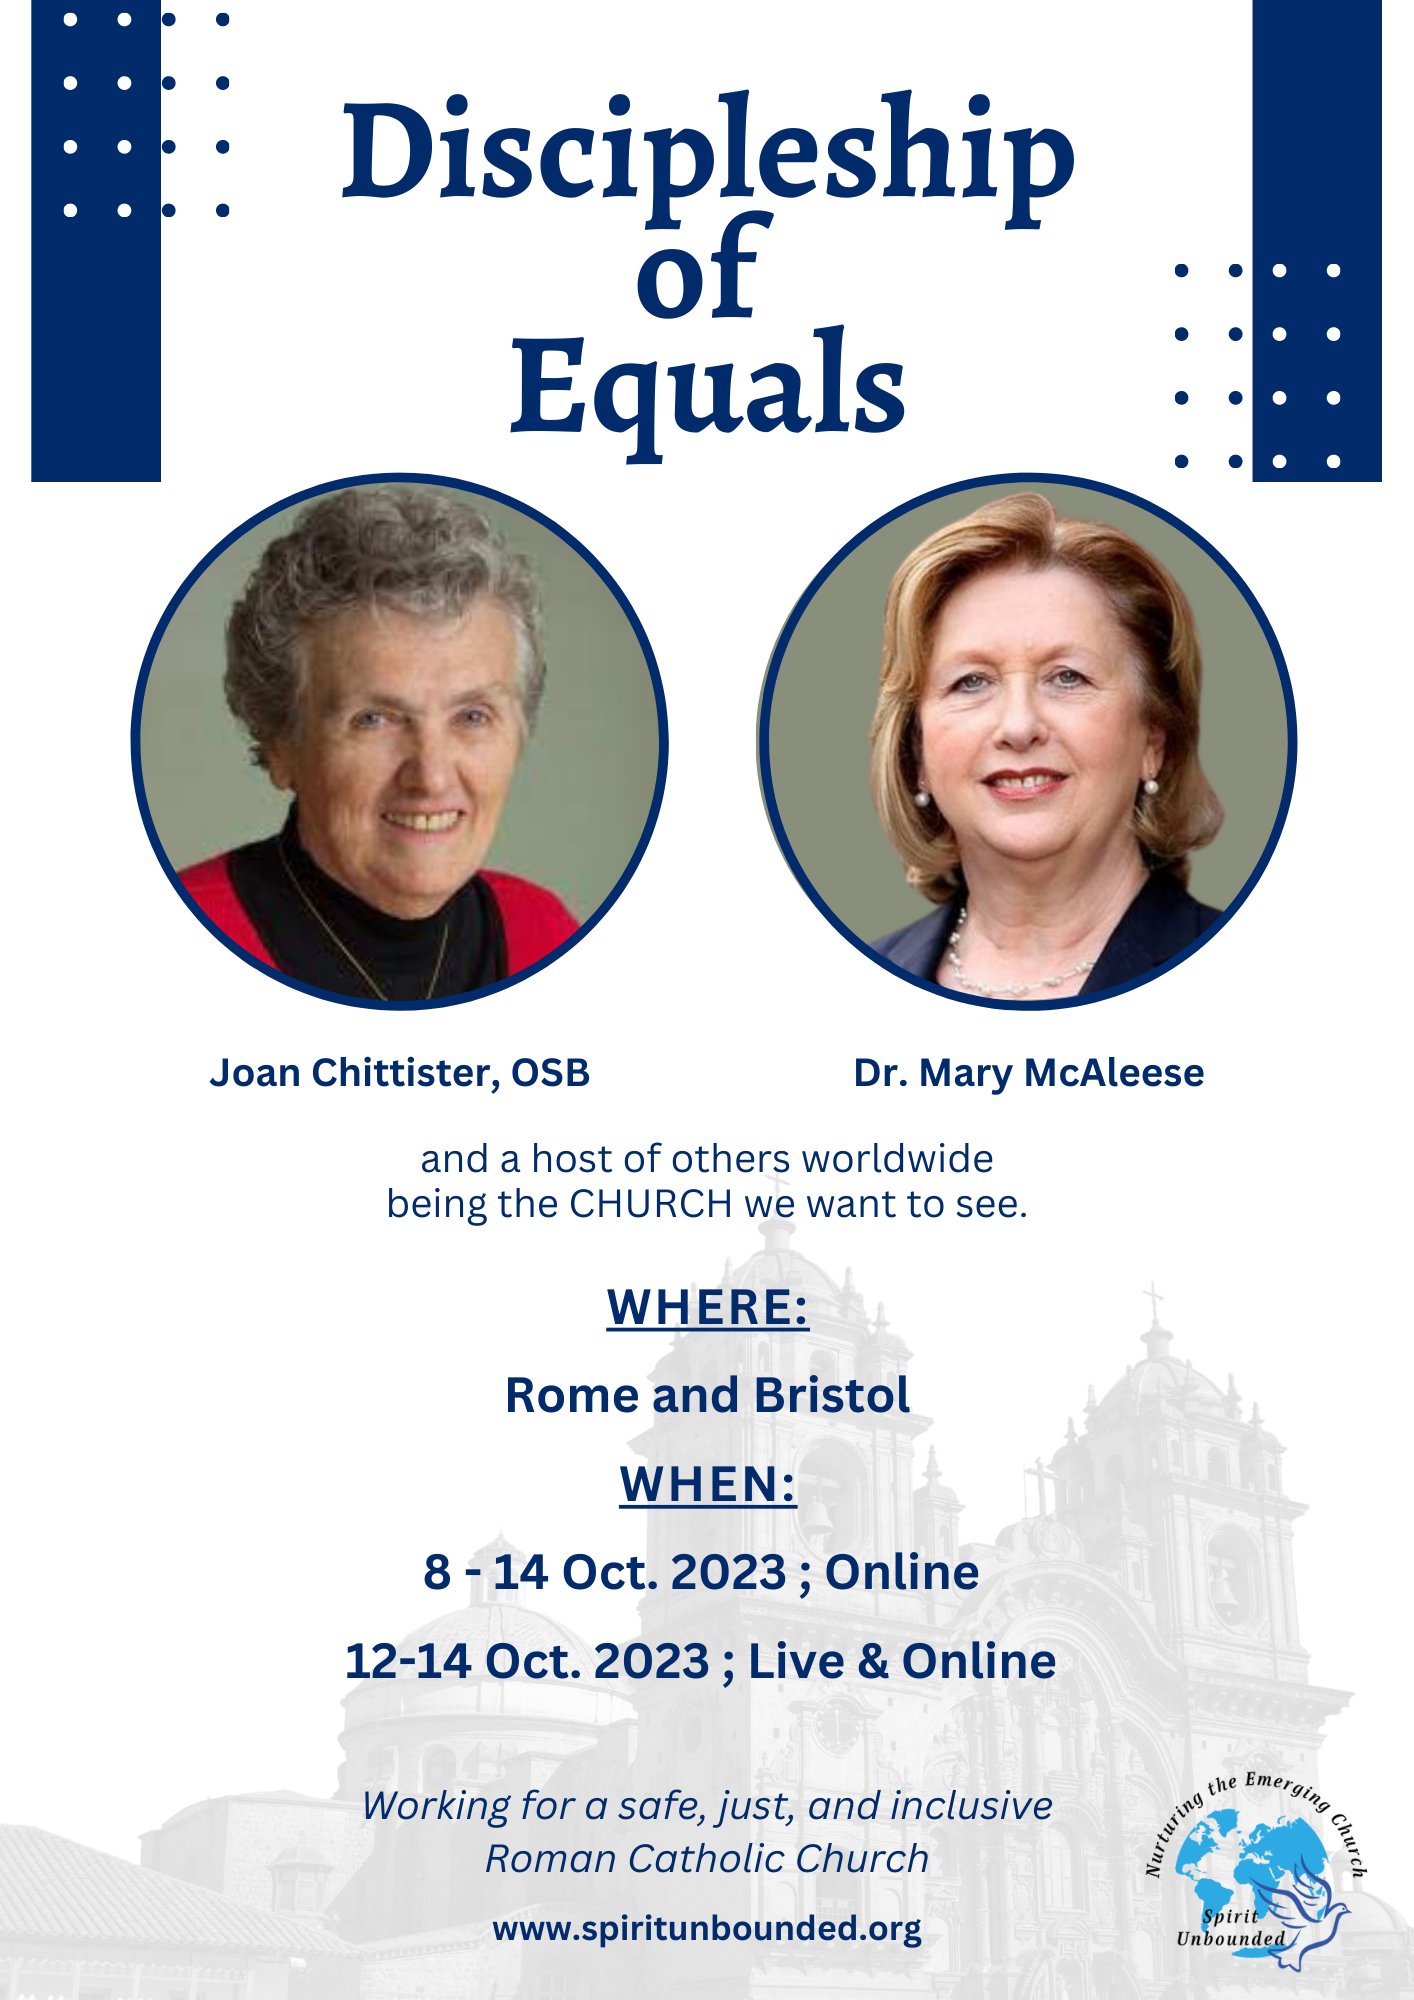 Discipleship
of
Equals
Joan Chittister, OSB
Dr. Mary McAleese
and a host of others worldwide
being the CHURCH we want to see.
WHERE:
Rome and Bristol
WHEN:
8 - 14 Oct. 2023 ; Online
12-14 Oct. 2023 ; Live & Online
Working for a safe, just, and inclusive
Roman Catholic Church
www.spiritunbounded.org
Nurturing the Emerging Church
Spirit
Unbounded